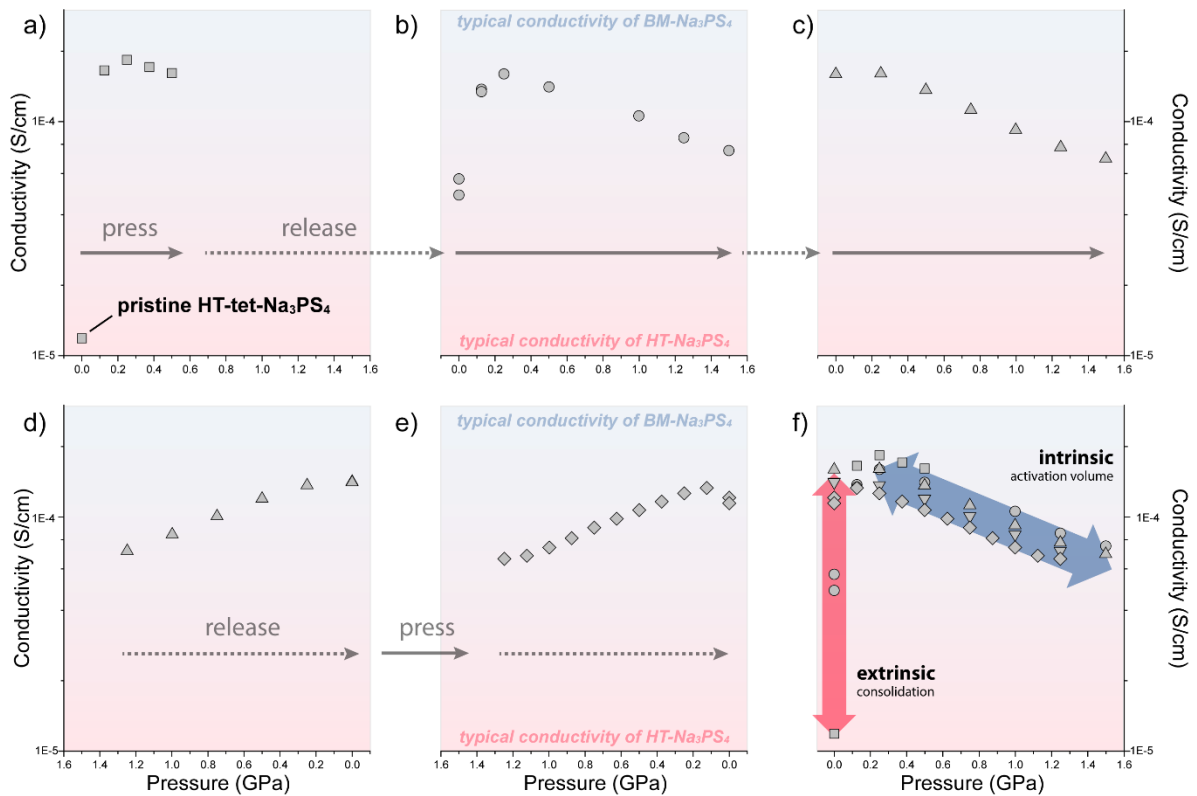 a)
b)
c)
typical conductivity of BM-Na₃PS₄
Conductivity (S/cm)
1E-4
1E-5
press
release
pristine HT-tet-Na₃PS₄
typical conductivity of HT-Na₃PS₄
1E-4
1E-5
Conductivity (S/cm)
0.0 0.2 0.4 0.6 0.8 1.0 1.2 1.4 1.6
0.0 0.2 0.4 0.6 0.8 1.0 1.2 1.4 1.6
0.0 0.2 0.4 0.6 0.8 1.0 1.2 1.4 1.6
d)
e)
f)
typical conductivity of BM-Na₃PS₄
Conductivity (S/cm)
1E-4
1E-5
release
press
typical conductivity of HT-Na₃PS₄
intrinsic
activation volume
extrinsic
consolidation
1E-4
1E-5
Conductivity (S/cm)
1.6 1.4 1.2 1.0 0.8 0.6 0.4 0.2 0.0
1.6 1.4 1.2 1.0 0.8 0.6 0.4 0.2 0.0
0.0 0.2 0.4 0.6 0.8 1.0 1.2 1.4 1.6
Pressure (GPa)
Pressure (GPa)
Pressure (GPa)